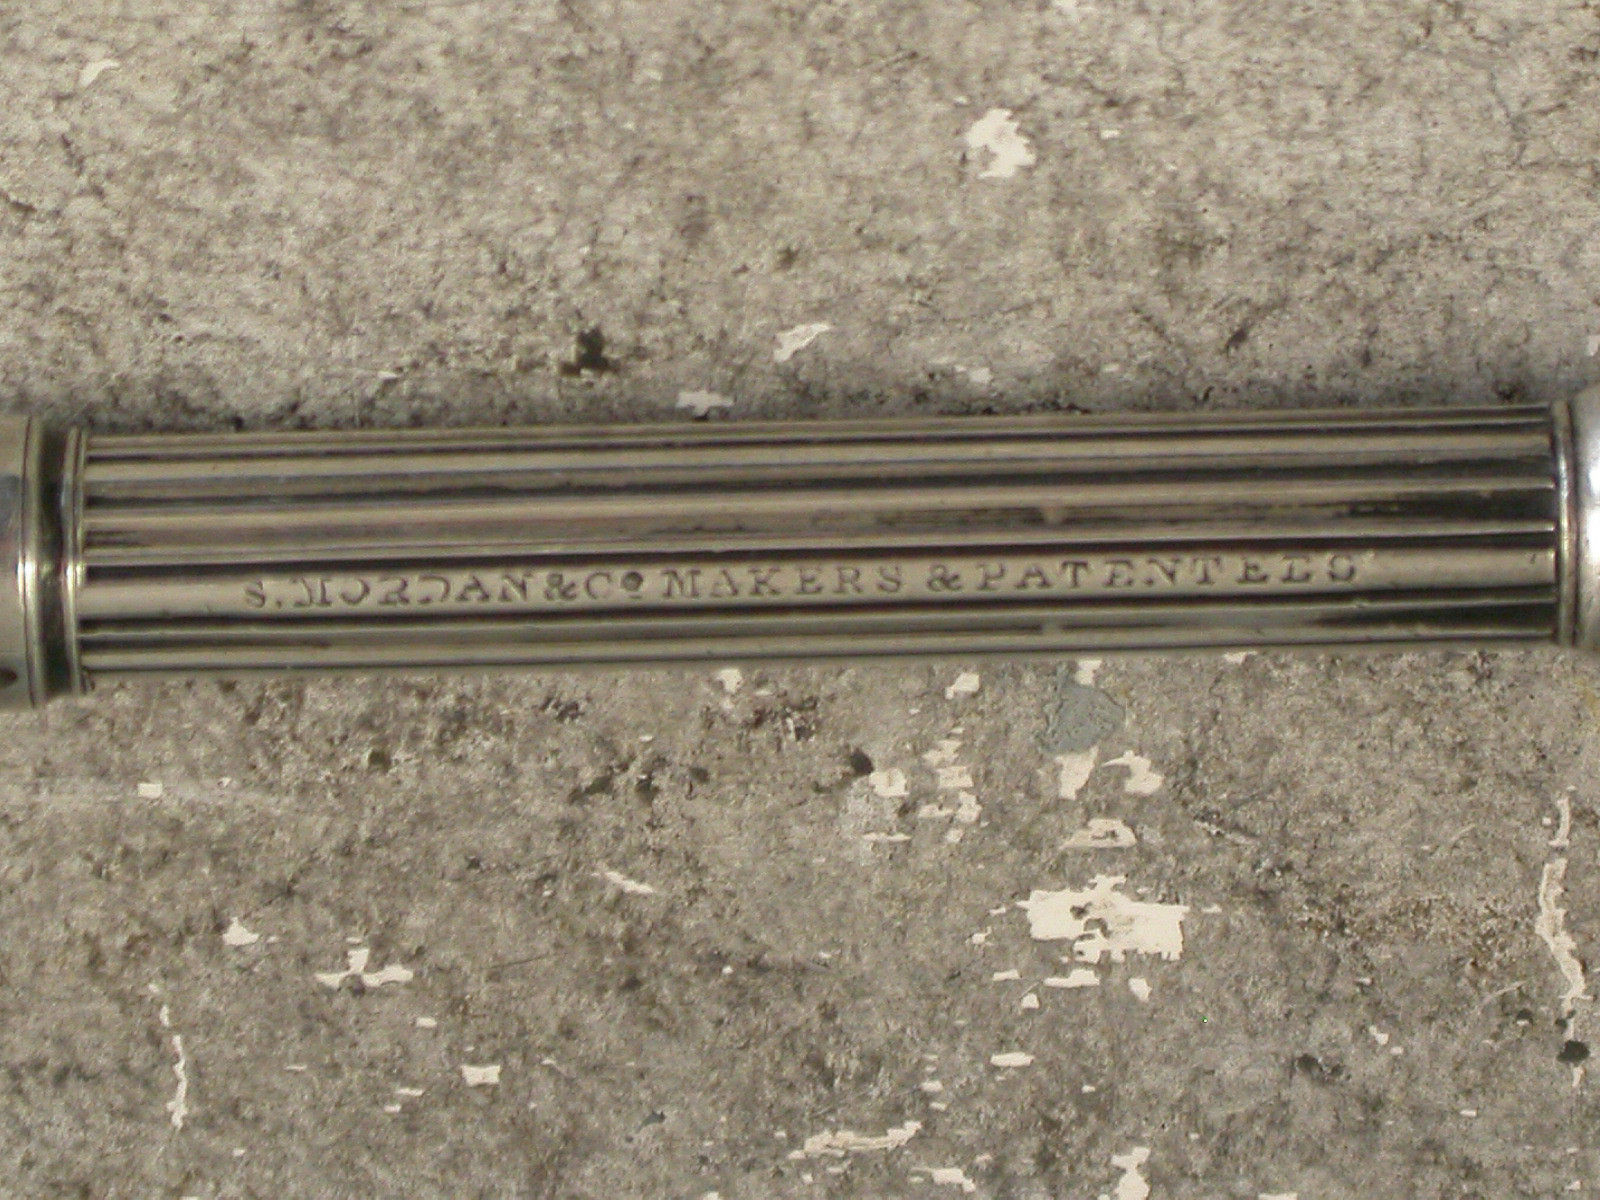 S. MORDAN & Cº MAKERS & PATENTEES